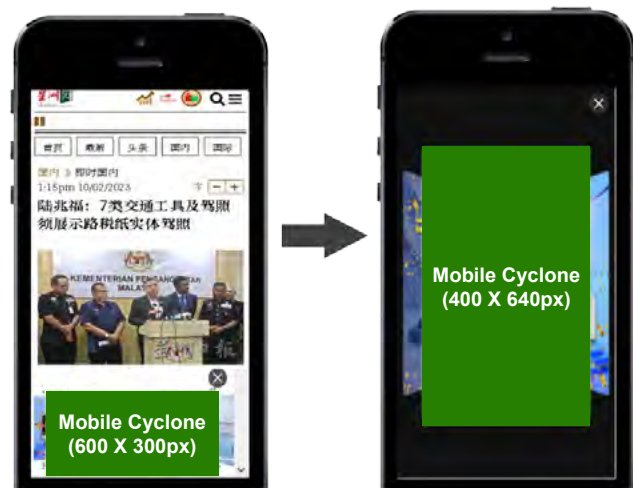 首页 最新 头条 国内 国际
国内 》即时国内
1:15pm 10/02/2023 字 − +
陆兆福：7类交通工具及驾照
须展示路税纸实体驾照
KEMENTERIAN PENGANGKUTAN
MALAYSIA
Mobile Cyclone
(600 X 300px)
Mobile Cyclone
(400 X 640px)